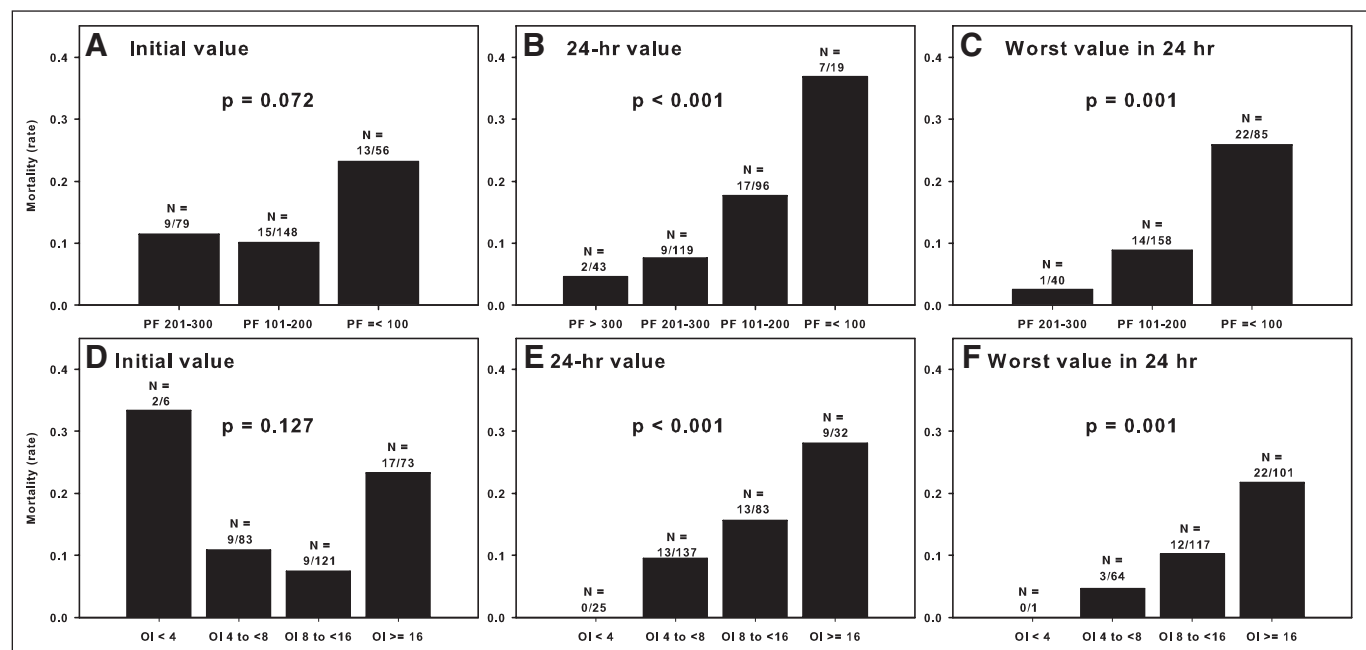 A Initial value
p = 0.072
Mortality (rate)
0.4
0.3
0.2
0.1
0.0
N =
9/79
N =
15/148
N =
13/56
PF 201-300
PF 101-200
PF =< 100
B 24-hr value
p < 0.001
0.4
0.3
0.2
0.1
0.0
N =
2/43
N =
9/119
N =
17/96
N =
7/19
PF > 300
PF 201-300
PF 101-200
PF =< 100
C Worst value in 24 hr
p = 0.001
0.4
0.3
0.2
0.1
0.0
N =
1/40
N =
14/158
N =
22/85
PF 201-300
PF 101-200
PF =< 100
D Initial value
p = 0.127
Mortality (rate)
0.4
0.3
0.2
0.1
0.0
N =
2/6
N =
9/83
N =
9/121
N =
17/73
OI < 4
OI 4 to <8
OI 8 to <16
OI >= 16
E 24-hr value
p < 0.001
0.4
0.3
0.2
0.1
0.0
N =
0/25
N =
13/137
N =
13/83
N =
9/32
OI < 4
OI 4 to <8
OI 8 to <16
OI >= 16
F Worst value in 24 hr
p = 0.001
0.4
0.3
0.2
0.1
0.0
N =
0/1
N =
3/64
N =
12/117
N =
22/101
OI < 4
OI 4 to <8
OI 8 to <16
OI >= 16